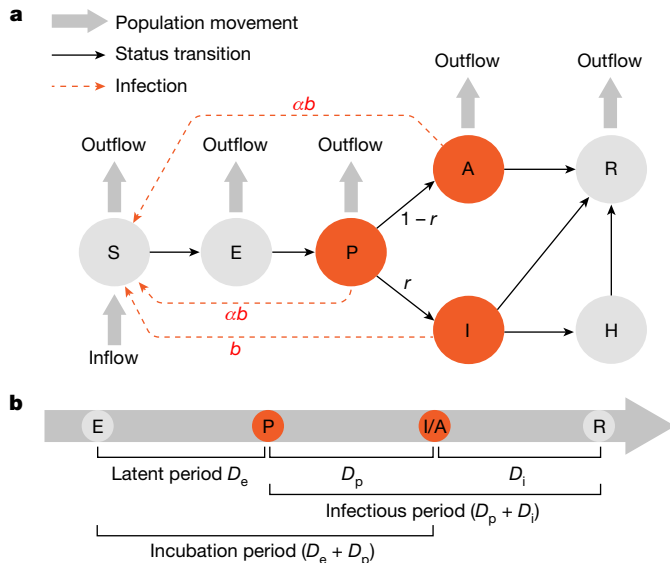 a
Population movement
Status transition
Infection
Outflow
Outflow
αb
Outflow
Outflow
Outflow
A
R
1 – r
S
E
P
r
αb
b
I
H
Inflow
b
E
P
I/A
R
Latent period De
Dp
Di
Infectious period (Dp + Di)
Incubation period (De + Dp)